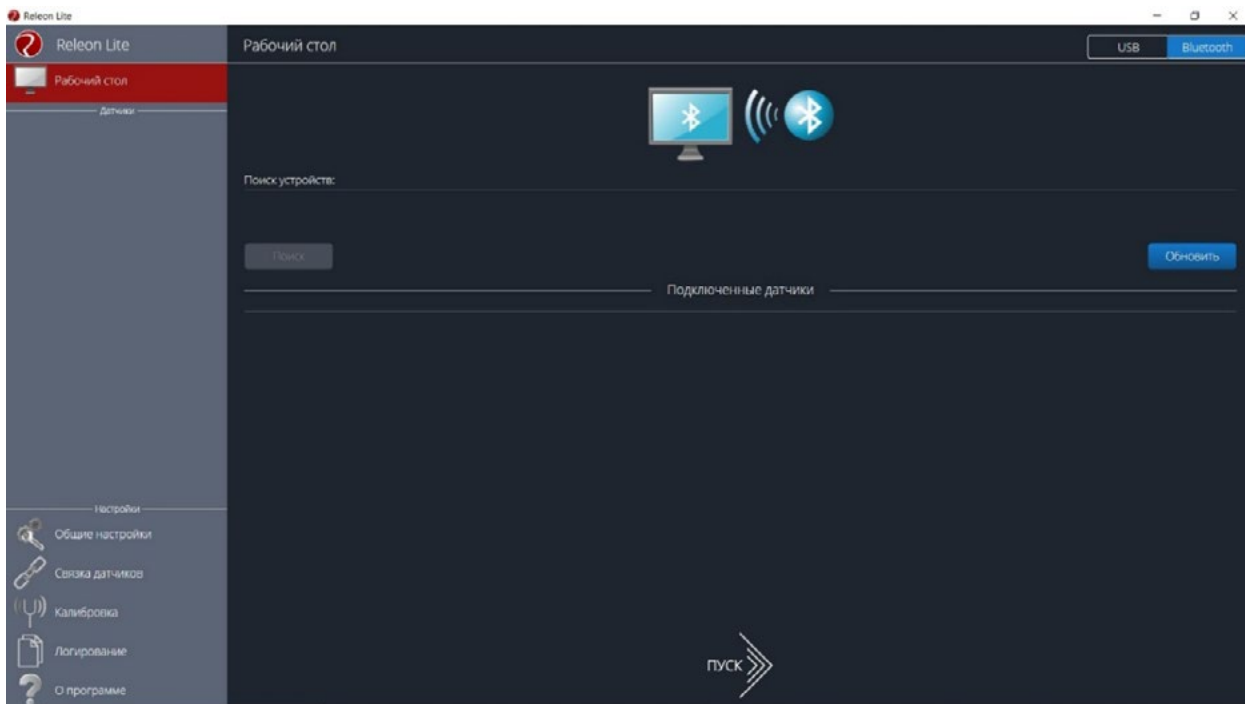 Releon Lite
Releon Lite
Рабочий стол
USB
Bluetooth
Рабочий стол
Датчики
Поиск устройств:
Поиск
Обновить
Подключенные датчики
Настройки
Общие настройки
Связка датчиков
Калибровка
Логирование
О программе
ПУСК